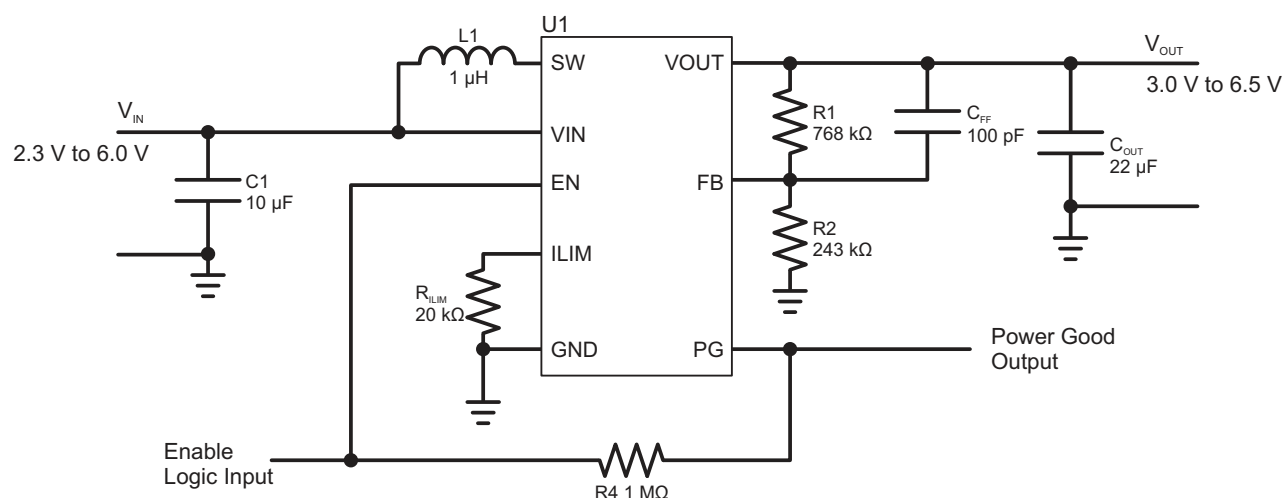 U1
L1
1 µH
SW
VOUT
V_OUT
3.0 V to 6.5 V
V_IN
2.3 V to 6.0 V
VIN
R1
768 kΩ
C_FF
100 pF
C_OUT
22 µF
C1
10 µF
EN
FB
R2
243 kΩ
ILIM
R_ILIM
20 kΩ
GND
PG
Power Good
Output
Enable
Logic Input
R4 1 MΩ